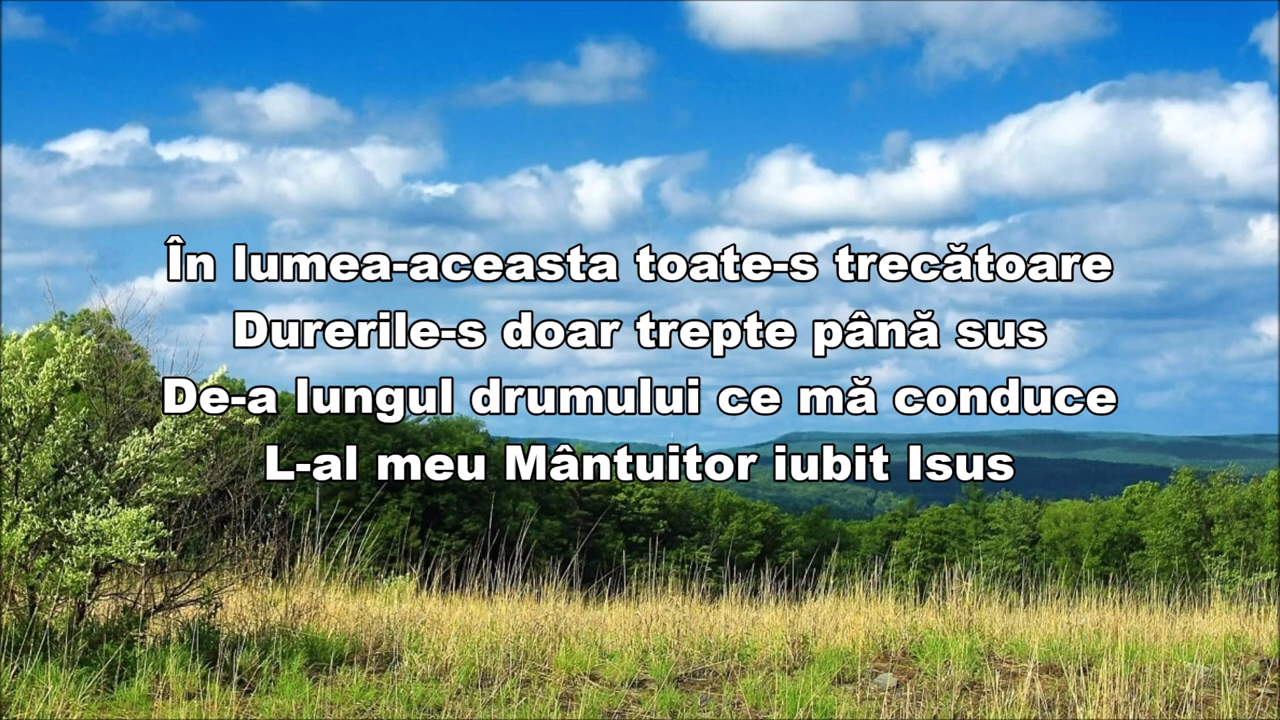 În lumea-aceasta toate-s trecătoare
Durerile-s doar trepte până sus
De-a lungul drumului ce mă conduce
L-al meu Mântuitor iubit Isus